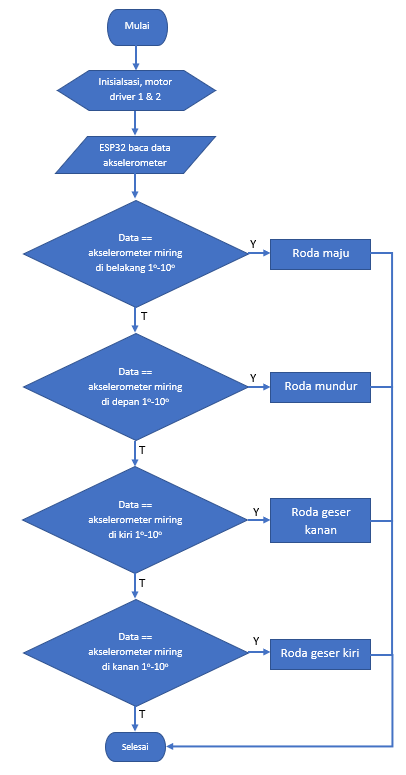 Mulai
Inisialsasi, motor
driver 1 & 2
ESP32 baca data
akselerometer
Data ==
akselerometer miring
di belakang 1º-10º
Y
Roda maju
T
Data ==
akselerometer miring
di depan 1º-10º
Y
Roda mundur
T
Data ==
akselerometer miring
di kiri 1º-10º
Y
Roda geser
kanan
T
Data ==
akselerometer miring
di kanan 1º-10º
Y
Roda geser kiri
T
Selesai